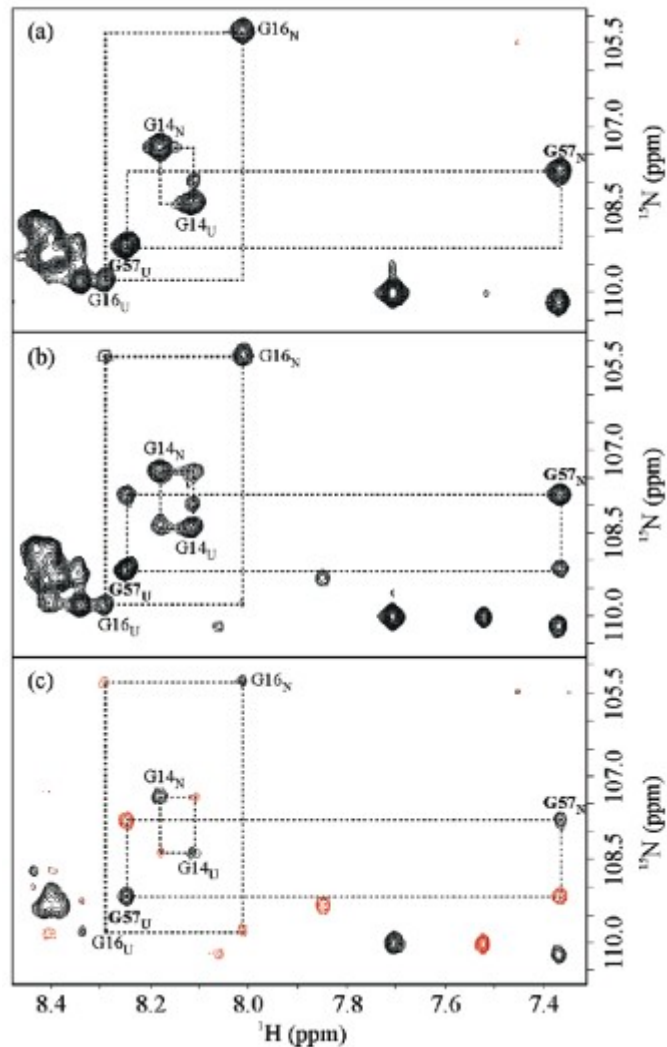 (a)
G16N
105.5
G14N
107.0
G57N
G14U
108.5
G57U
G16U
110.0
15N (ppm)
(b)
G16N
105.5
G14N
107.0
G57N
G14U
108.5
G57U
G16U
110.0
15N (ppm)
(c)
G16N
105.5
G14N
107.0
G57N
G14U
108.5
G57U
G16U
110.0
15N (ppm)
8.4 8.2 8.0 7.8 7.6 7.4
1H (ppm)